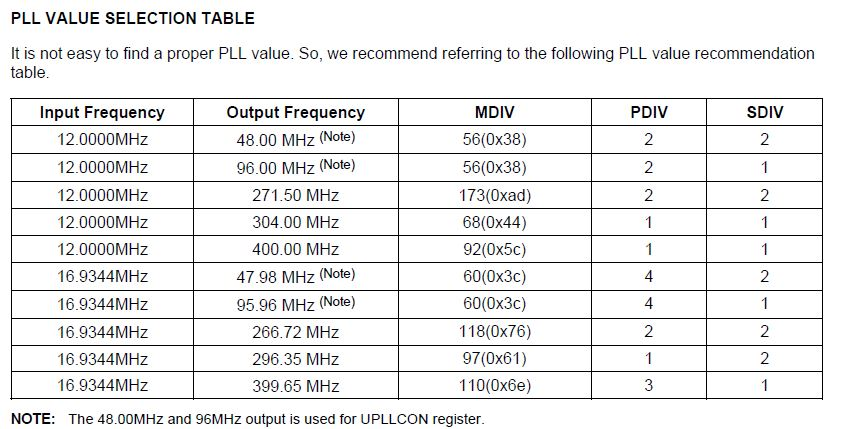 PLL VALUE SELECTION TABLE
It is not easy to find a proper PLL value. So, we recommend referring to the following PLL value recommendation
table.
Input Frequency Output Frequency MDIV PDIV SDIV
12.0000MHz 48.00 MHz (Note) 56(0x38) 2 2
12.0000MHz 96.00 MHz (Note) 56(0x38) 2 1
12.0000MHz 271.50 MHz 173(0xad) 2 2
12.0000MHz 304.00 MHz 68(0x44) 1 1
12.0000MHz 400.00 MHz 92(0x5c) 1 1
16.9344MHz 47.98 MHz (Note) 60(0x3c) 4 2
16.9344MHz 95.96 MHz (Note) 60(0x3c) 4 1
16.9344MHz 266.72 MHz 118(0x76) 2 2
16.9344MHz 296.35 MHz 97(0x61) 1 2
16.9344MHz 399.65 MHz 110(0x6e) 3 1
NOTE: The 48.00MHz and 96MHz output is used for UPLLCON register.